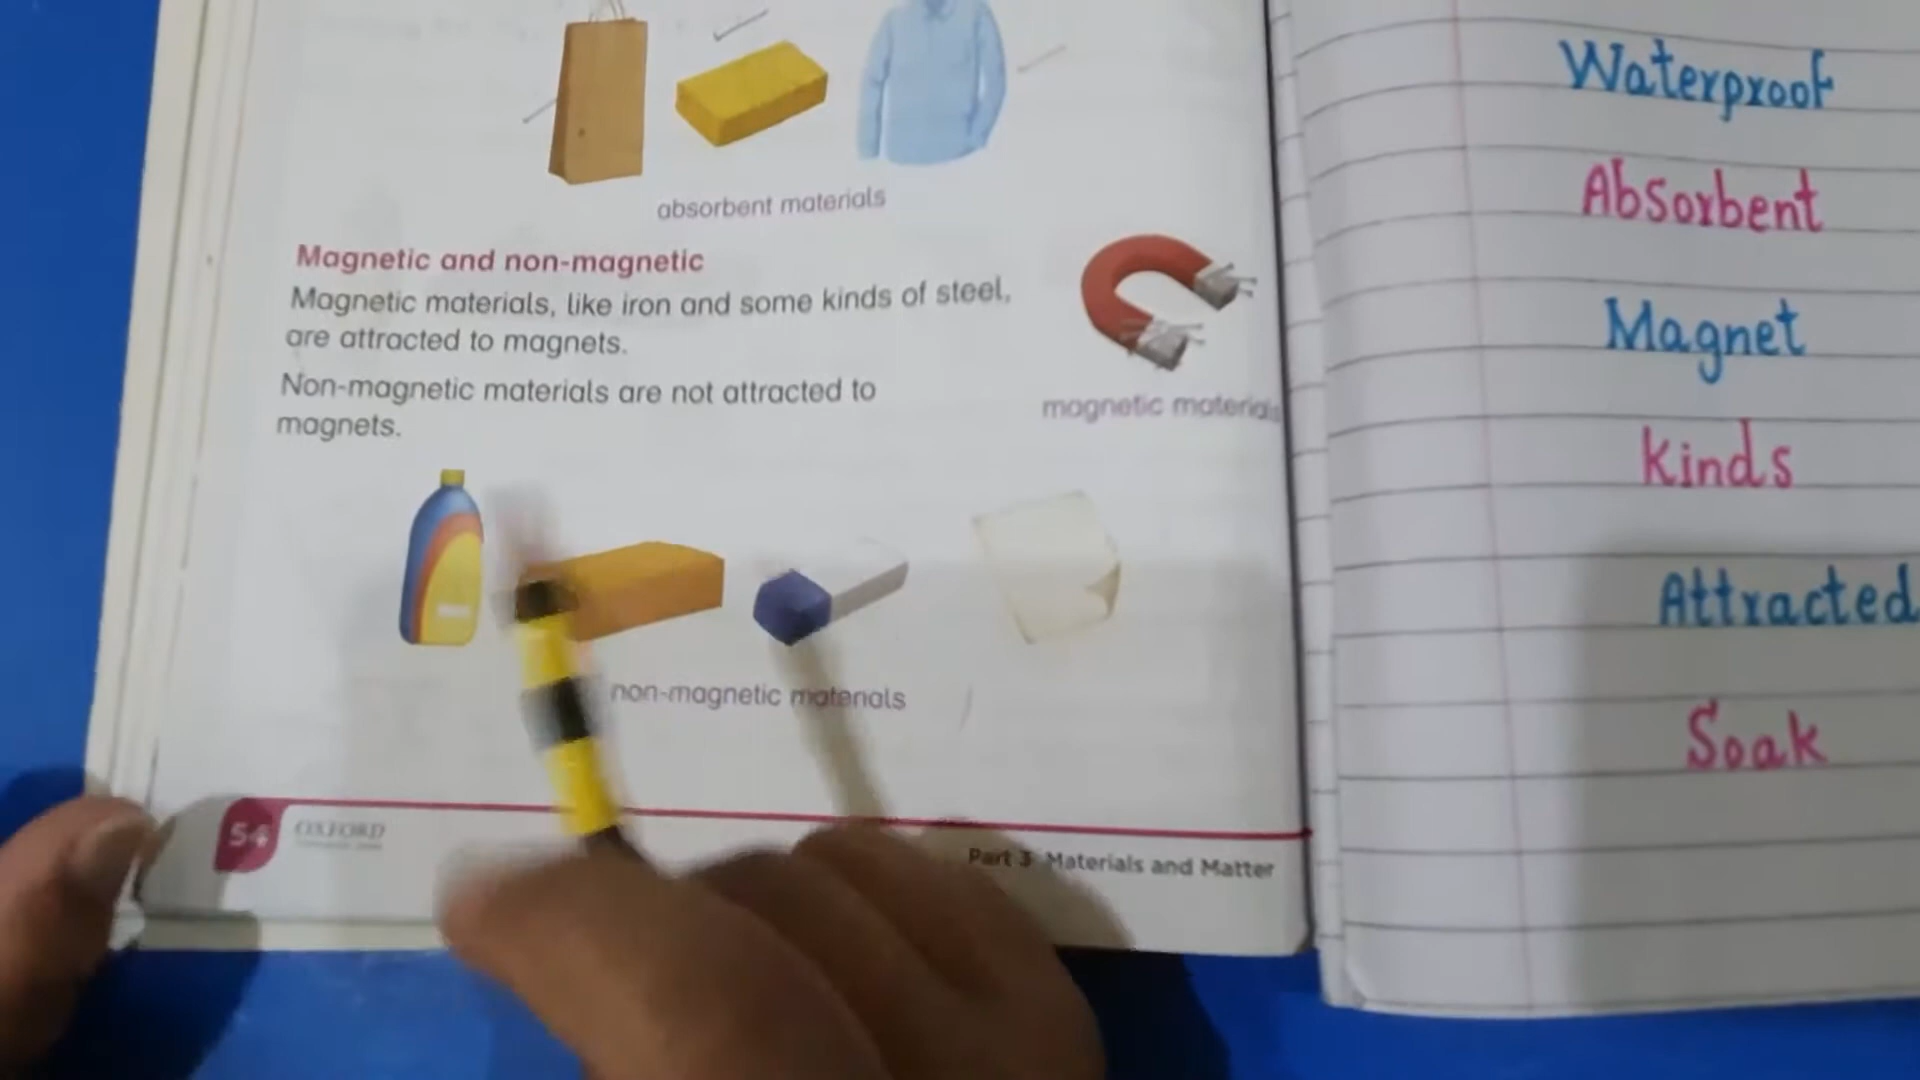 absorbent materials
Magnetic and non-magnetic
Magnetic materials, like iron and some kinds of steel,
are attracted to magnets.
Non-magnetic materials are not attracted to
magnets.
magnetic materials
non-magnetic materials
54
OXFORD
Part 3 Materials and Matter
Waterproof
Absorbent
Magnet
kinds
Attracted
Soak